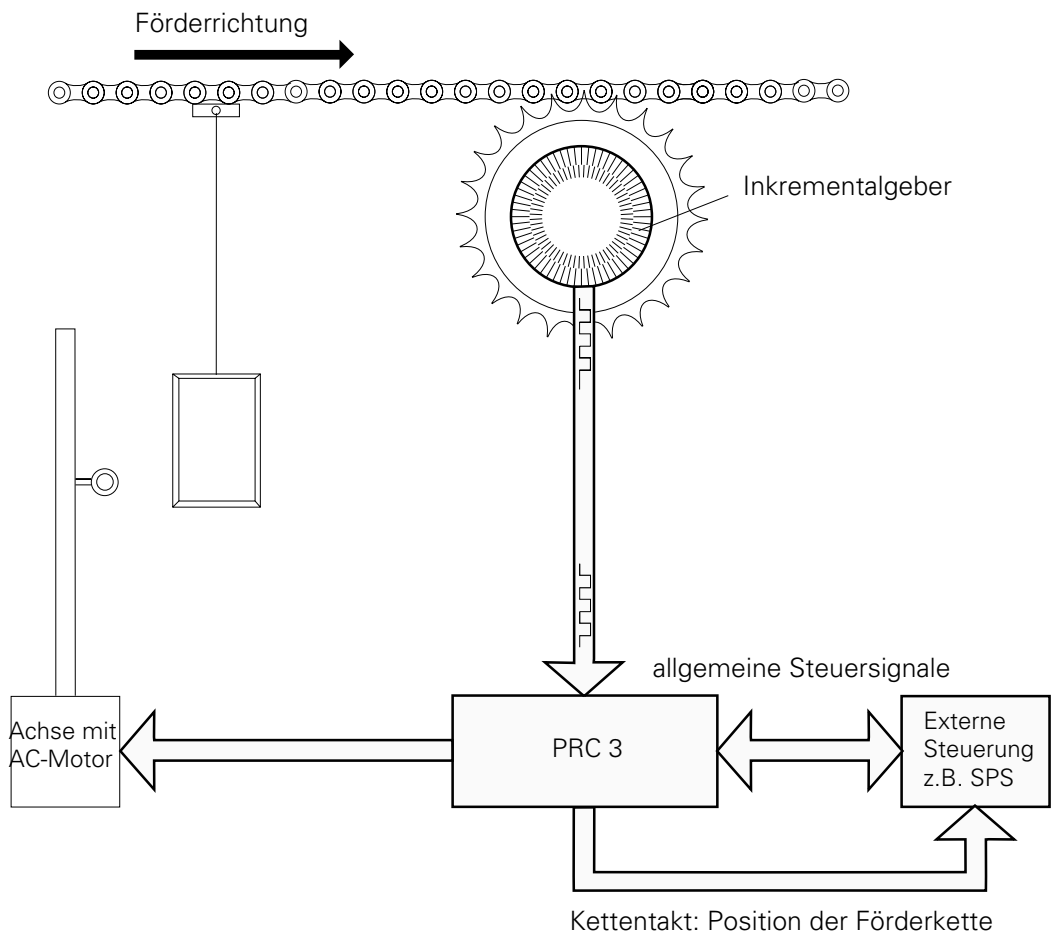 Förderrichtung
Inkrementalgeber
allgemeine Steuersignale
Achse mit
AC-Motor
PRC 3
Externe
Steuerung
z.B. SPS
Kettentakt: Position der Förderkette